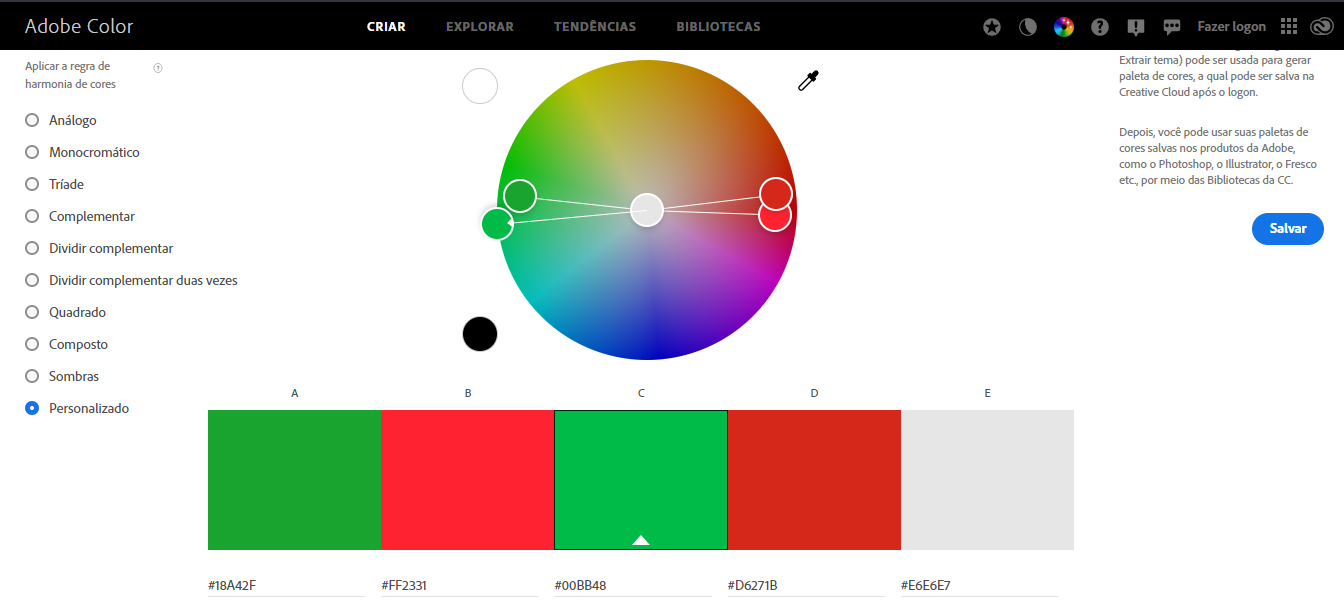 Adobe Color
CRIAR
EXPLORAR
TENDÊNCIAS
BIBLIOTECAS
Fazer logon
Aplicar a regra de
harmonia de cores
Análogo
Monocromático
Tríade
Complementar
Dividir complementar
Dividir complementar duas vezes
Quadrado
Composto
Sombras
Personalizado
Extrair tema) pode ser usada para gerar
paleta de cores, a qual pode ser salva na
Creative Cloud após o logon.
Depois, você pode usar suas paletas de
cores salvas nos produtos da Adobe,
como o Photoshop, o Illustrator, o Fresco
etc., por meio das Bibliotecas da CC.
Salvar
A B C D E
#18A42F #FF2331 #00BB48 #D6271B #E6E6E7